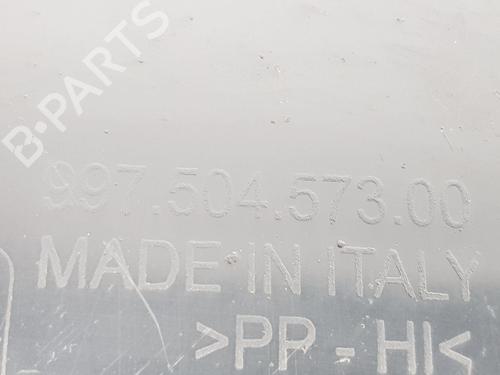 B-PARTS
997.504.573.00
MADE IN ITALY
>PP-HI<